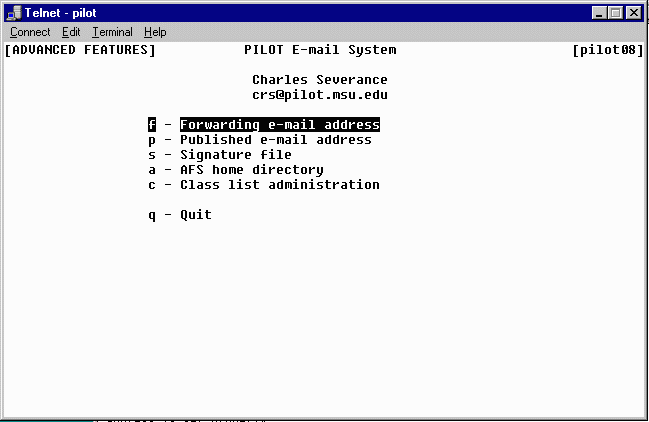 Telnet - pilot
Connect Edit Terminal Help
[ADVANCED FEATURES] PILOT E-mail System [pilot08]
Charles Severance
crs@pilot.msu.edu
f - Forwarding e-mail address
p - Published e-mail address
s - Signature file
a - AFS home directory
c - Class list administration
q - Quit